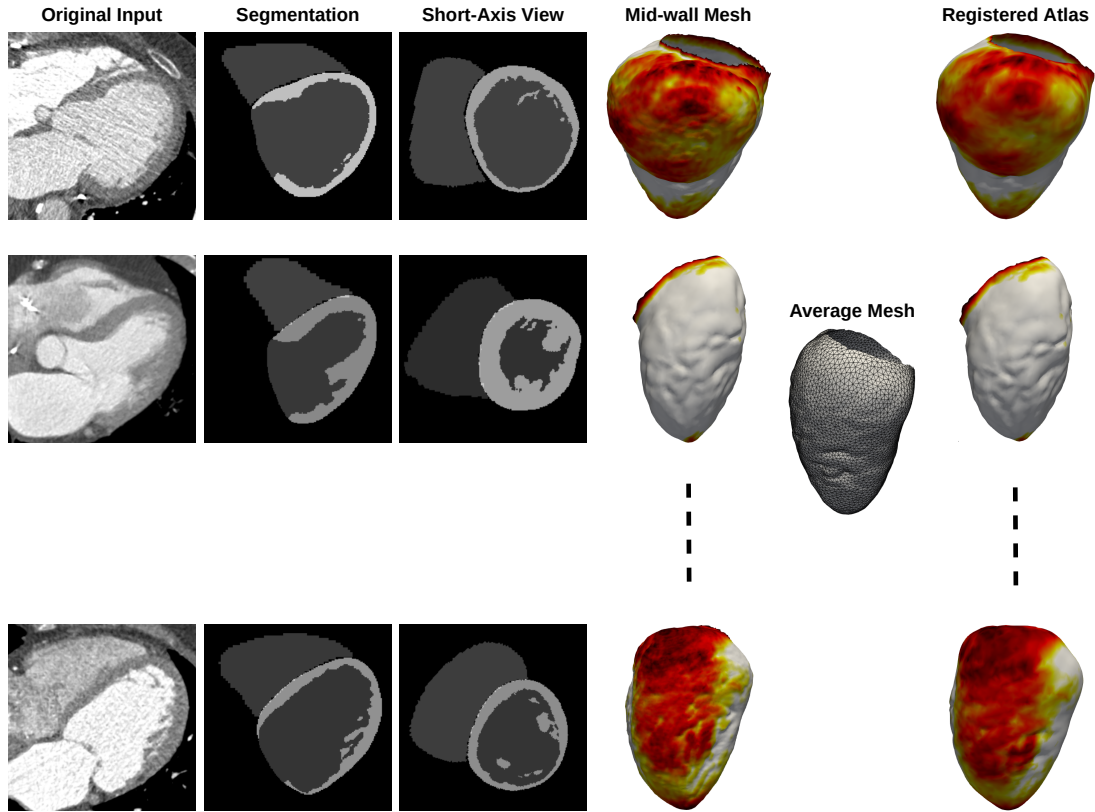 Original Input
Segmentation
Short-Axis View
Mid-wall Mesh
Registered Atlas
Average Mesh